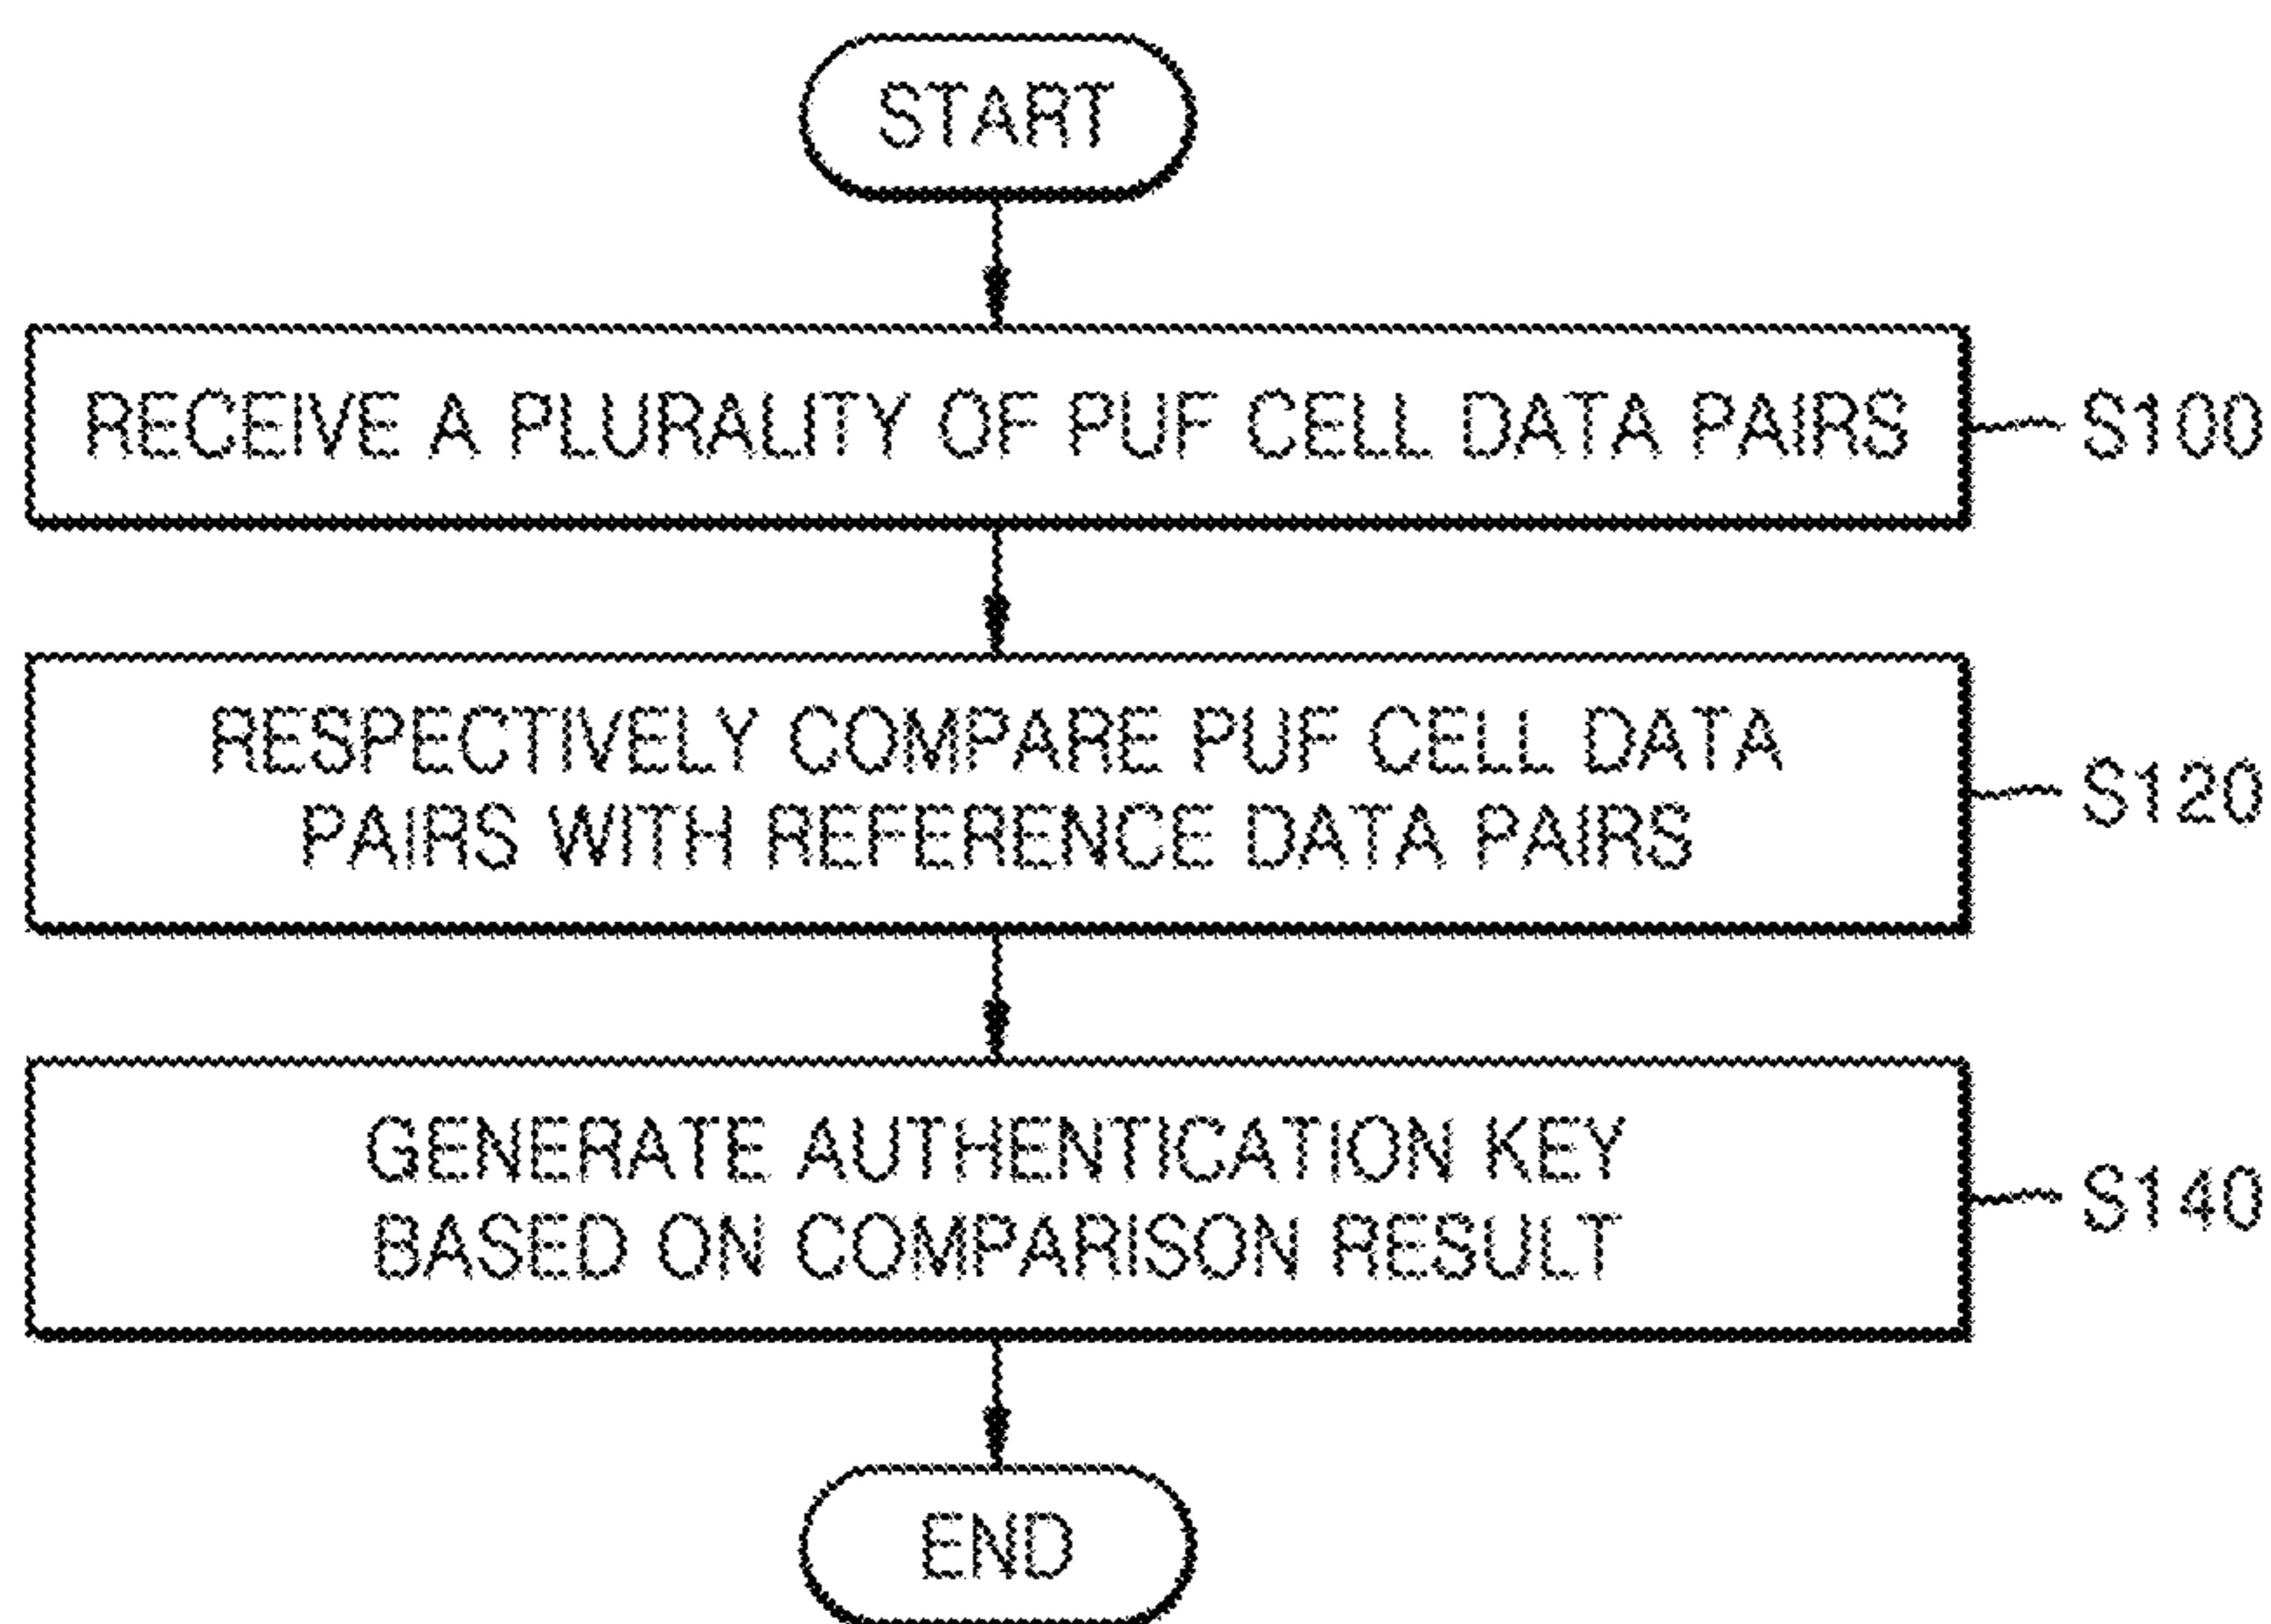 START
RECEIVE A PLURALITY OF PUF CELL DATA PAIRS
S100
RESPECTIVELY COMPARE PUF CELL DATA
PAIRS WITH REFERENCE DATA PAIRS
S120
GENERATE AUTHENTICATION KEY
BASED ON COMPARISON RESULT
S140
END